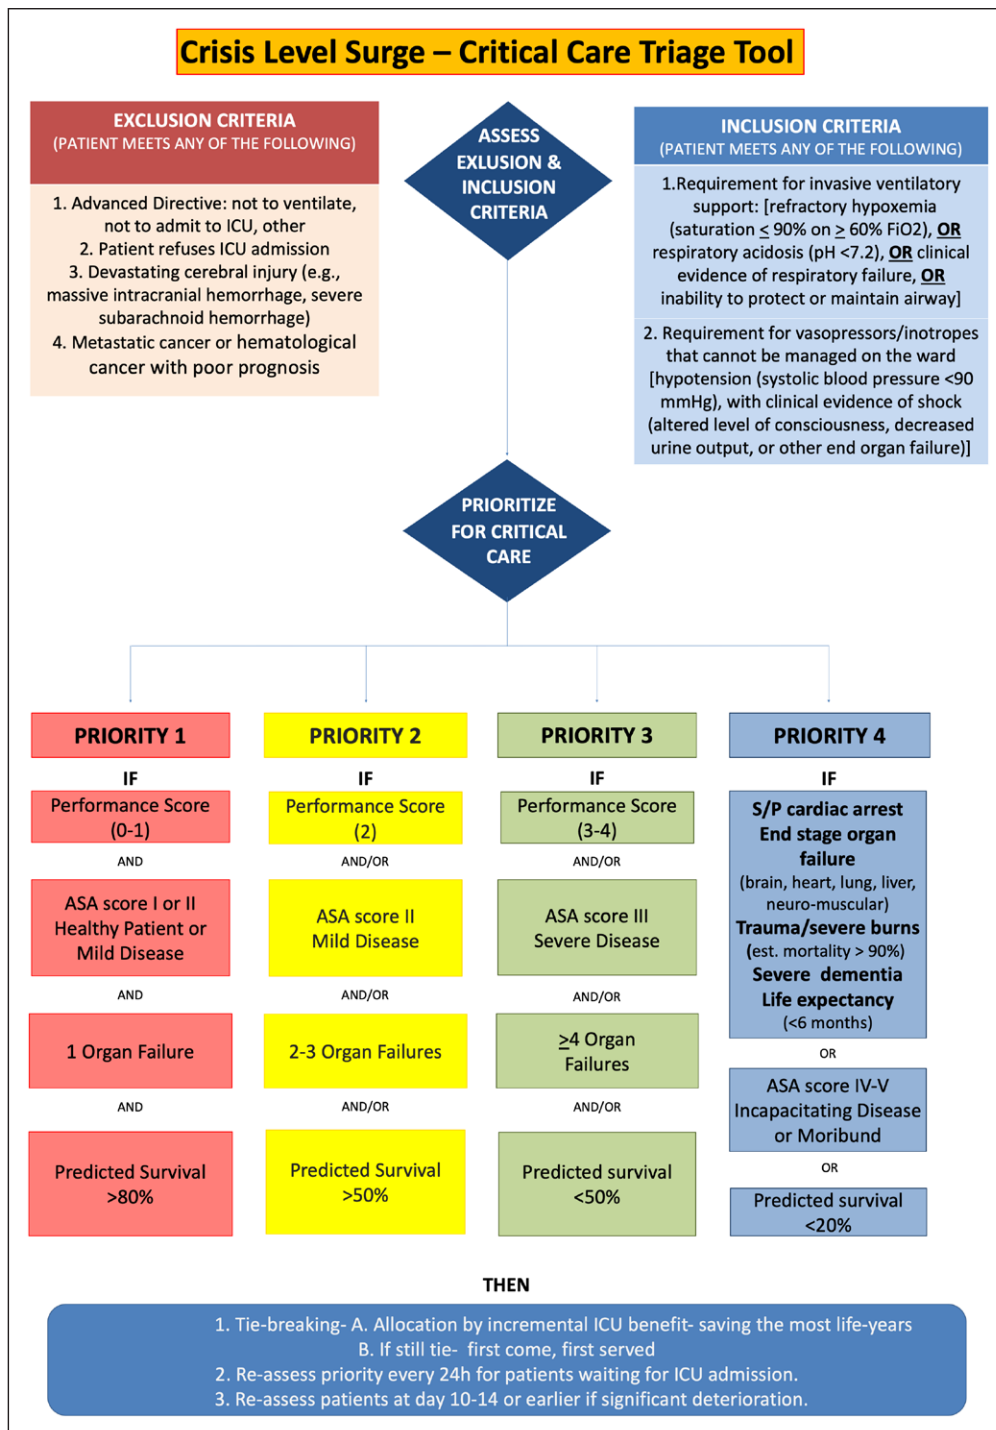 Crisis Level Surge – Critical Care Triage Tool
EXCLUSION CRITERIA
(PATIENT MEETS ANY OF THE FOLLOWING)
1. Advanced Directive: not to ventilate,
not to admit to ICU, other
2. Patient refuses ICU admission
3. Devastating cerebral injury (e.g.,
massive intracranial hemorrhage, severe
subarachnoid hemorrhage)
4. Metastatic cancer or hematological
cancer with poor prognosis
ASSESS
EXLUSION &
INCLUSION
CRITERIA
INCLUSION CRITERIA
(PATIENT MEETS ANY OF THE FOLLOWING)
1.Requirement for invasive ventilatory
support: [refractory hypoxemia
(saturation ≤ 90% on ≥ 60% FiO2), OR
respiratory acidosis (pH <7.2), OR clinical
evidence of respiratory failure, OR
inability to protect or maintain airway]
2. Requirement for vasopressors/inotropes
that cannot be managed on the ward
[hypotension (systolic blood pressure <90
mmHg), with clinical evidence of shock
(altered level of consciousness, decreased
urine output, or other end organ failure)]
PRIORITIZE
FOR CRITICAL
CARE
PRIORITY 1
IF
Performance Score
(0-1)
AND
ASA score I or II
Healthy Patient or
Mild Disease
AND
1 Organ Failure
AND
Predicted Survival
>80%
PRIORITY 2
IF
Performance Score
(2)
AND/OR
ASA score II
Mild Disease
AND/OR
2-3 Organ Failures
AND/OR
Predicted Survival
>50%
PRIORITY 3
IF
Performance Score
(3-4)
AND/OR
ASA score III
Severe Disease
AND/OR
≥4 Organ
Failures
AND/OR
Predicted survival
<50%
PRIORITY 4
IF
S/P cardiac arrest
End stage organ
failure
(brain, heart, lung, liver,
neuro-muscular)
Trauma/severe burns
(est. mortality > 90%)
Severe dementia
Life expectancy
(<6 months)
OR
ASA score IV-V
Incapacitating Disease
or Moribund
OR
Predicted survival
<20%
THEN
1. Tie-breaking- A. Allocation by incremental ICU benefit- saving the most life-years
B. If still tie- first come, first served
2. Re-assess priority every 24h for patients waiting for ICU admission.
3. Re-assess patients at day 10-14 or earlier if significant deterioration.